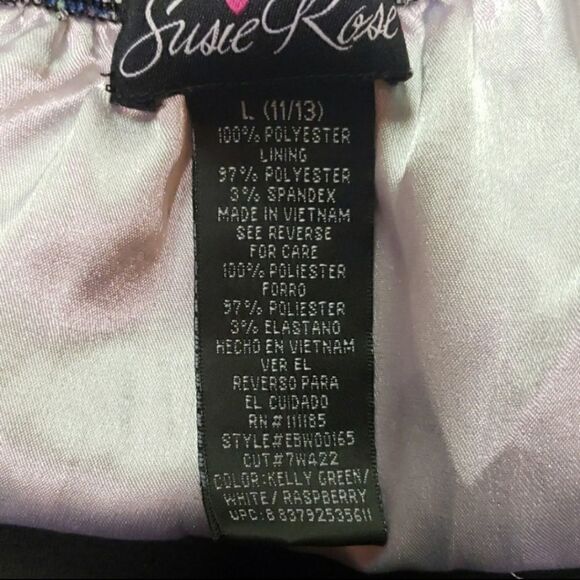 Susie Rose
L (11/13)
100% POLYESTER
LINING
97% POLYESTER
3% SPANDEX
MADE IN VIETNAM
SEE REVERSE
FOR CARE
100% POLIESTER
FORRO
97% POLIESTER
3% ELASTANO
HECHO EN VIETNAM
VER EL
REVERSO PARA
EL CUIDADO
RN#111185
STYLE#EBW00165
CUT#7W422
COLOR:KELLY GREEN/
WHITE/RASPBERRY
UPC:8 83792535611